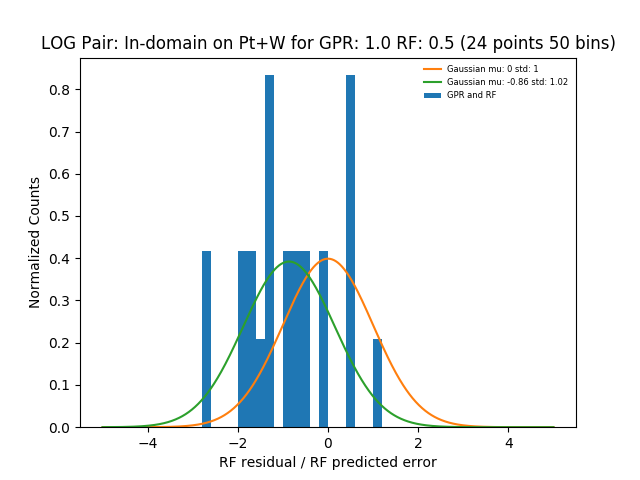 LOG Pair: In-domain on Pt+W for GPR: 1.0 RF: 0.5 (24 points 50 bins)
Gaussian mu: 0 std: 1
Gaussian mu: -0.86 std: 1.02
GPR and RF
Normalized Counts
0.8
0.7
0.6
0.5
0.4
0.3
0.2
0.1
0.0
−4 −2 0 2 4
RF residual / RF predicted error